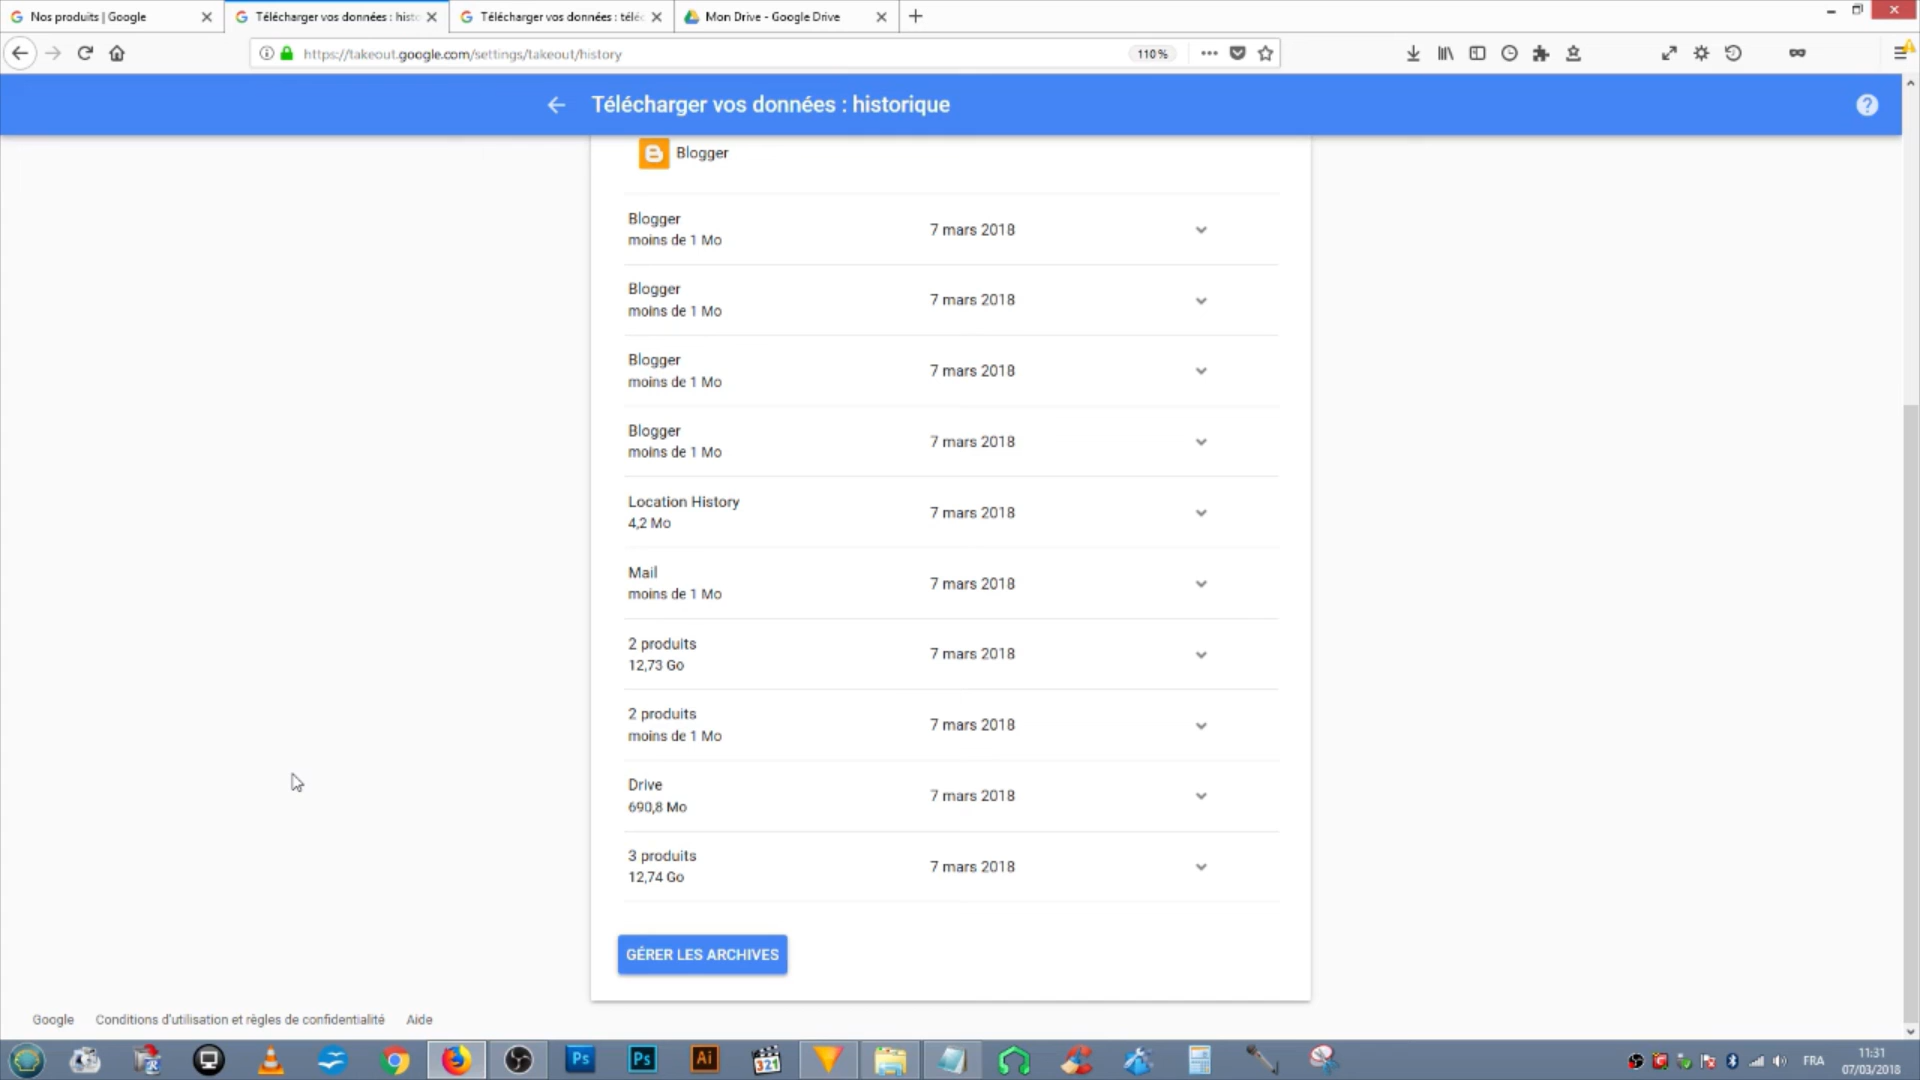 Nos produits | Google
Télécharger vos données : histo
Télécharger vos données : téléc
Mon Drive - Google Drive
https://takeout.google.com/settings/takeout/history
110%
Télécharger vos données : historique
Blogger
Blogger
7 mars 2018
moins de 1 Mo
Blogger
7 mars 2018
moins de 1 Mo
Blogger
7 mars 2018
moins de 1 Mo
Blogger
7 mars 2018
moins de 1 Mo
Location History
7 mars 2018
4,2 Mo
Mail
7 mars 2018
moins de 1 Mo
2 produits
7 mars 2018
12,73 Go
2 produits
7 mars 2018
moins de 1 Mo
Drive
7 mars 2018
690,8 Mo
3 produits
7 mars 2018
12,74 Go
GÉRER LES ARCHIVES
Google Conditions d'utilisation et règles de confidentialité Aide
Ps
Ps
Ai
321
FRA
11:31
07/03/2018